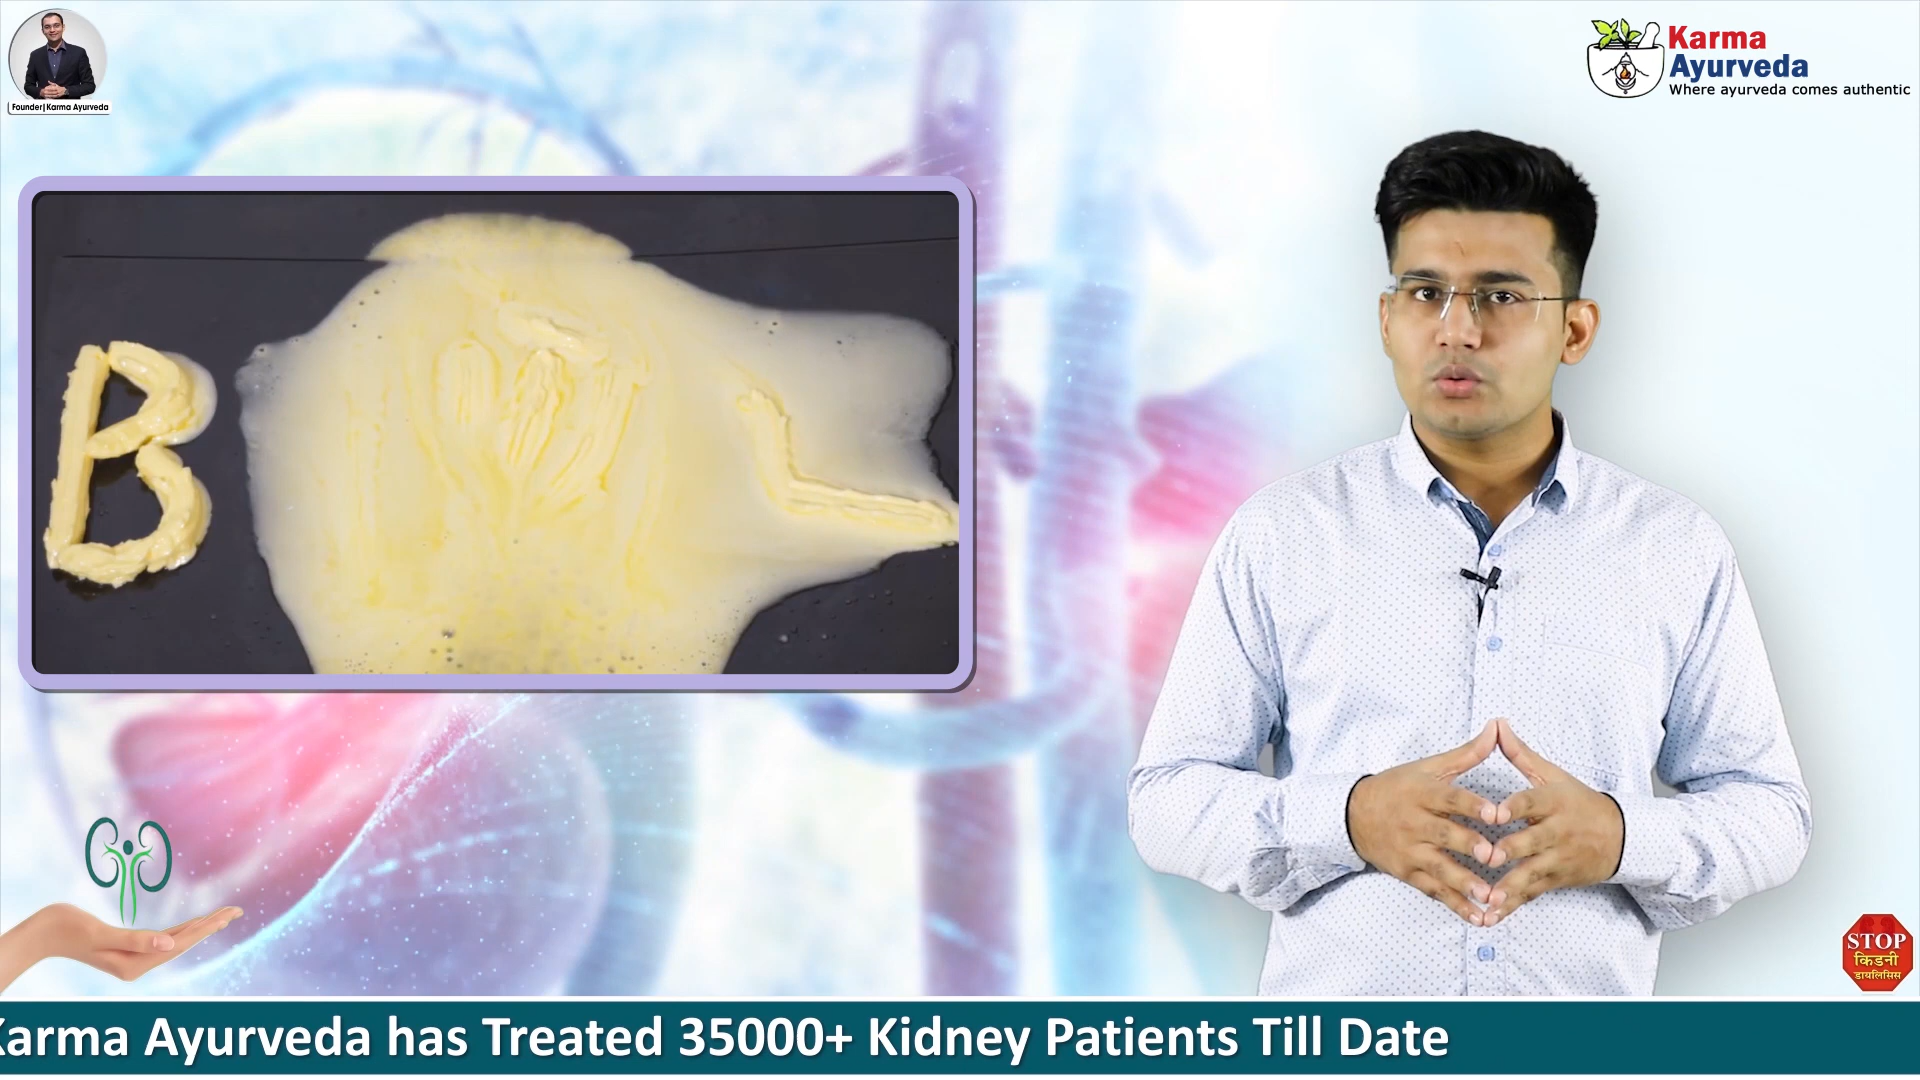 Founder|Karma Ayurveda
Karma
Ayurveda
Where ayurveda comes authentic
B
STOP
किडनी
डायलिसिस
Karma Ayurveda has Treated 35000+ Kidney Patients Till Date